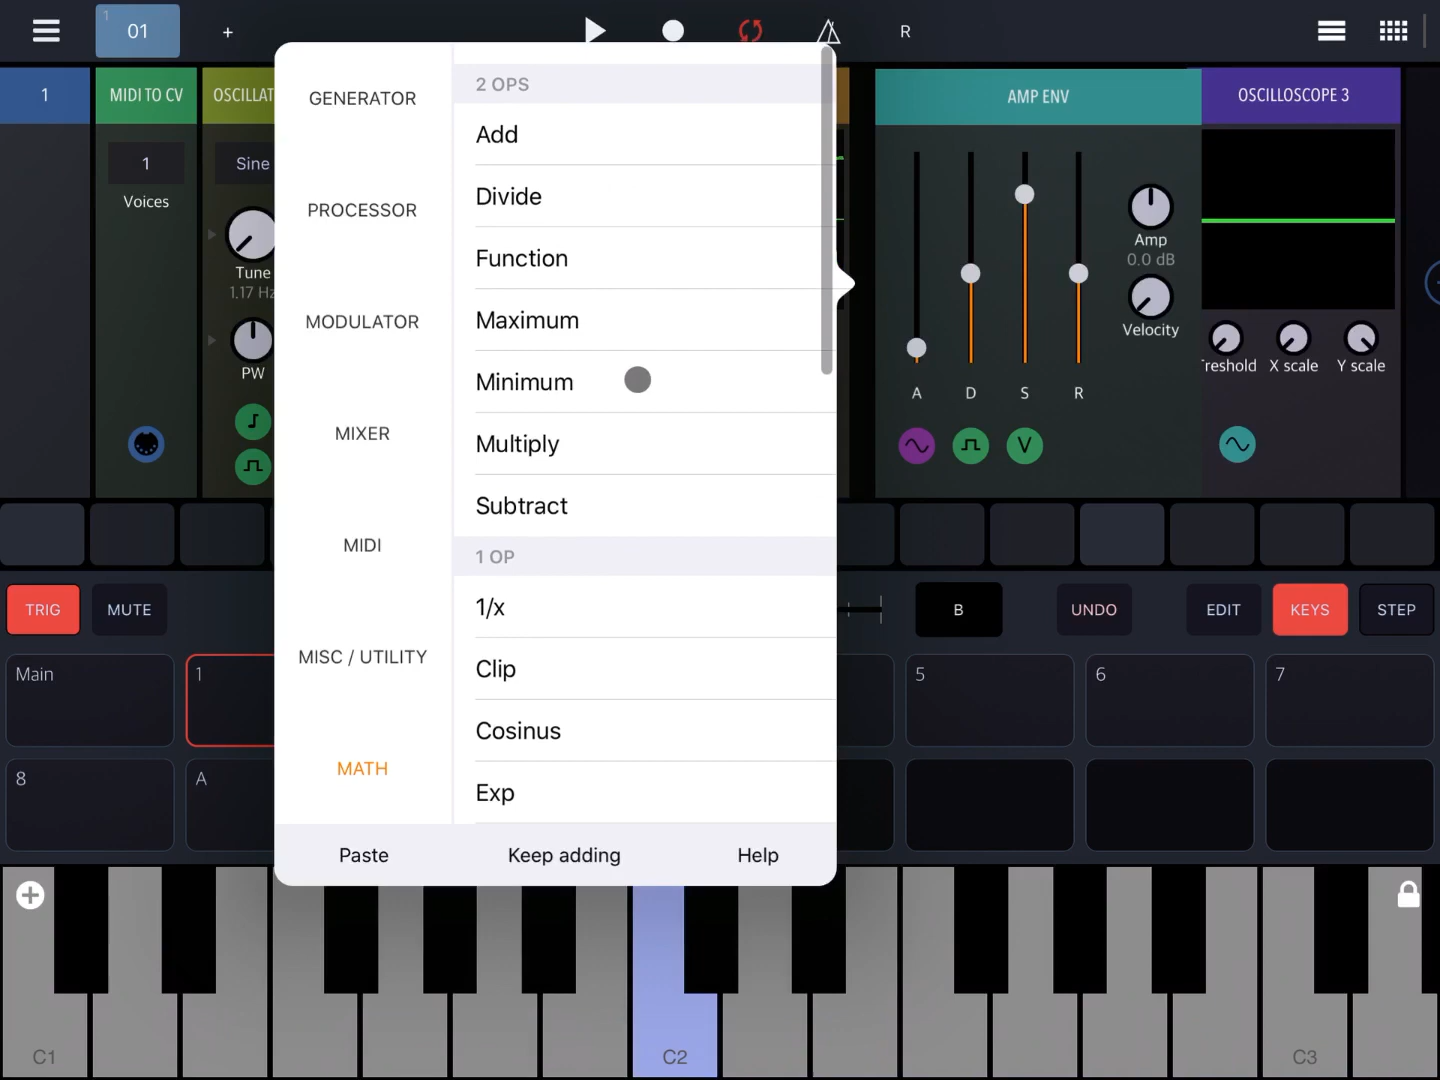 1
01
+
R
1
MIDI TO CV
OSCILLAT
AMP ENV
OSCILLOSCOPE 3
1
Voices
Sine
Tune
1.17 Hz
PW
GENERATOR
PROCESSOR
MODULATOR
MIXER
MIDI
MISC / UTILITY
MATH
2 OPS
Add
Divide
Function
Maximum
Minimum
Multiply
Subtract
1 OP
1/x
Clip
Cosinus
Exp
Paste
Keep adding
Help
Amp
0.0 dB
Velocity
A
D
S
R
V
reshold
X scale
Y scale
TRIG
MUTE
B
UNDO
EDIT
KEYS
STEP
Main
1
5
6
7
8
A
C1
C2
C3